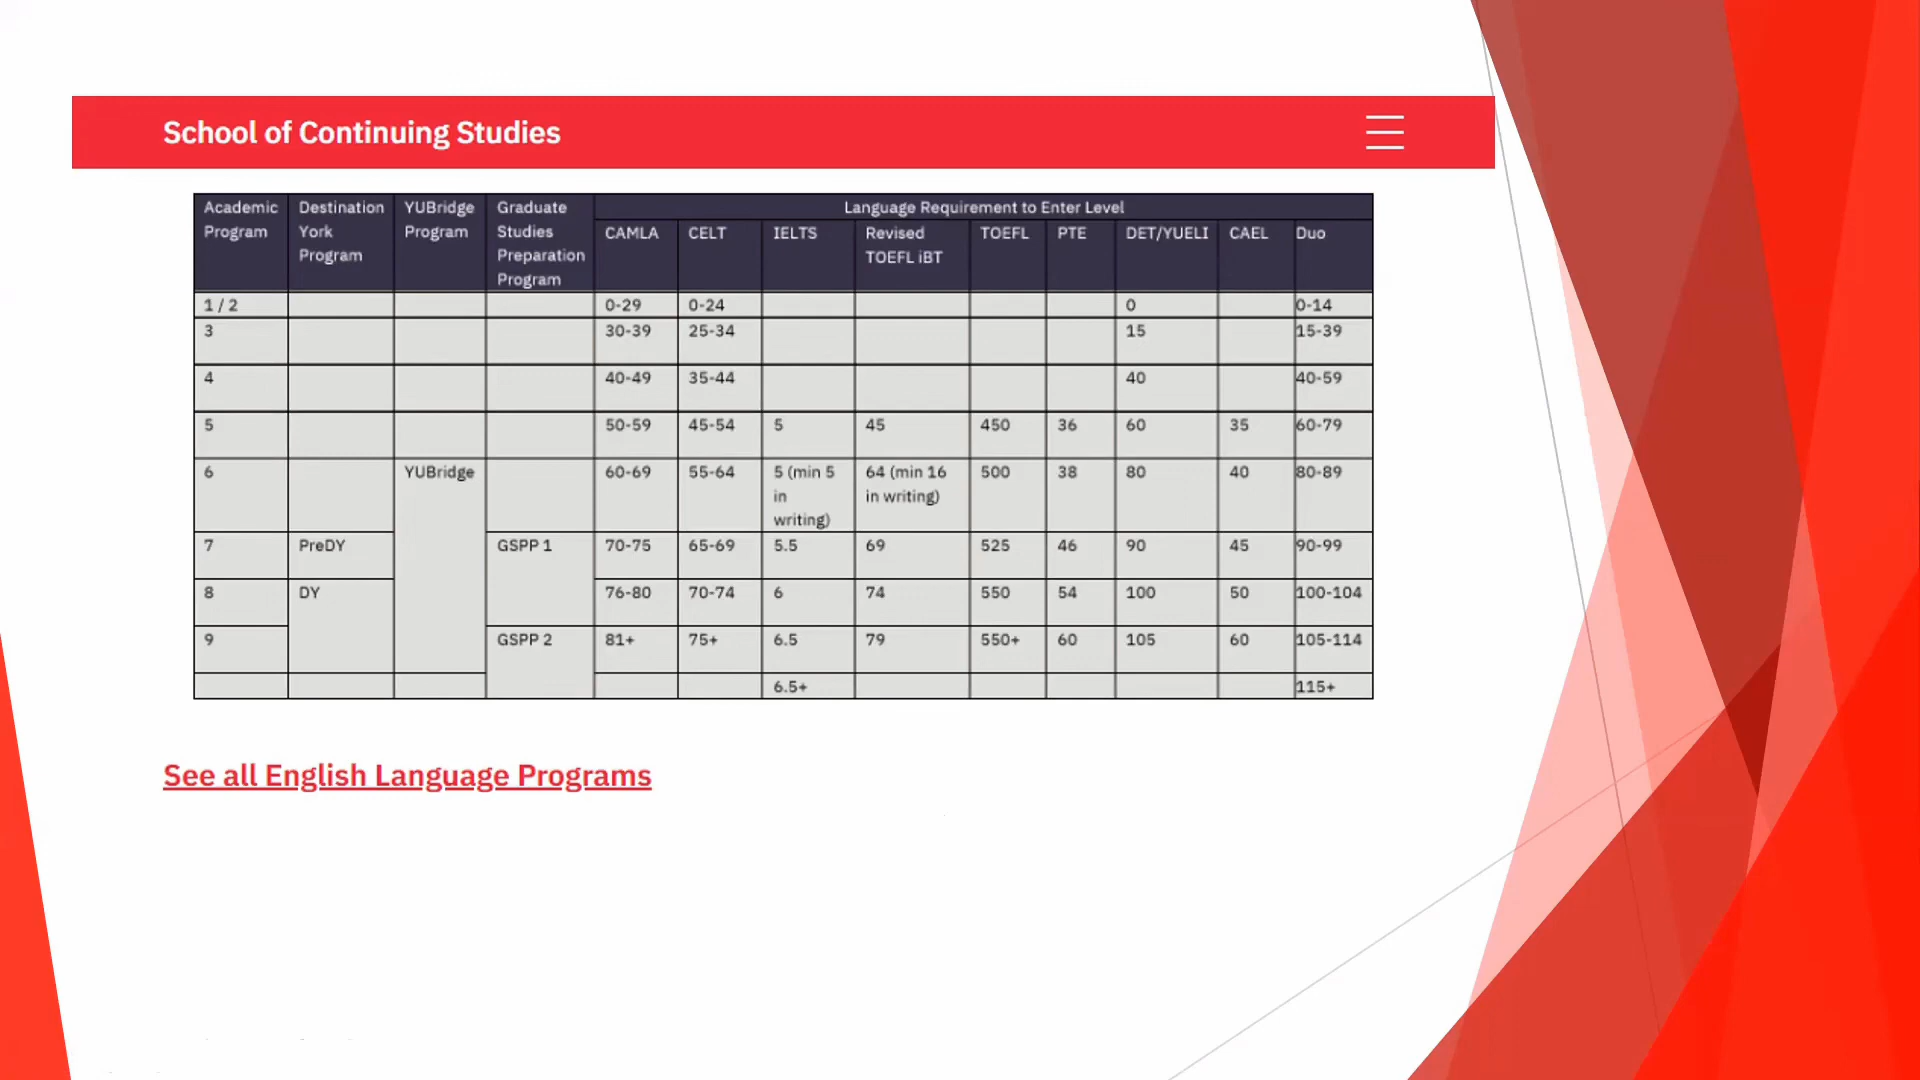 School of Continuing Studies
Academic Program Destination York Program YUBridge Program Graduate Studies Preparation Program Language Requirement to Enter Level
CAMLA CELT IELTS Revised TOEFL iBT TOEFL PTE DET/YUELI CAEL Duo
1 / 2 0-29 0-24 0 0-14
3 30-39 25-34 15 15-39
4 40-49 35-44 40 40-59
5 50-59 45-54 5 45 450 36 60 35 60-79
6 YUBridge 60-69 55-64 5 (min 5 in writing) 64 (min 16 in writing) 500 38 80 40 80-89
7 PreDY GSPP 1 70-75 65-69 5.5 69 525 46 90 45 90-99
8 DY 76-80 70-74 6 74 550 54 100 50 100-104
9 GSPP 2 81+ 75+ 6.5 79 550+ 60 105 60 105-114
6.5+ 115+
See all English Language Programs